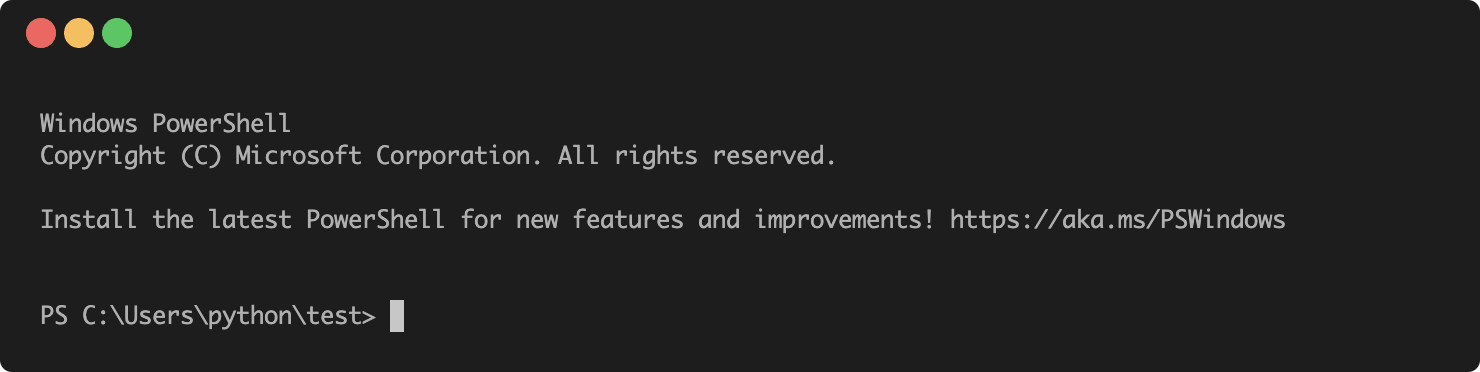 Windows PowerShell
Copyright (C) Microsoft Corporation. All rights reserved.
Install the latest PowerShell for new features and improvements! https://aka.ms/PSWindows
PS C:\Users\python\test>